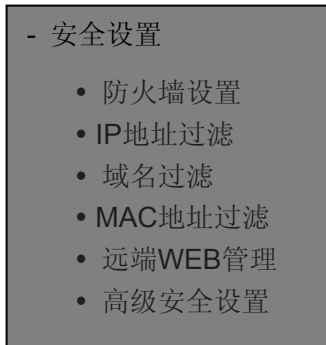 - 安全设置
• 防火墙设置
• IP地址过滤
• 域名过滤
• MAC地址过滤
• 远端WEB管理
• 高级安全设置